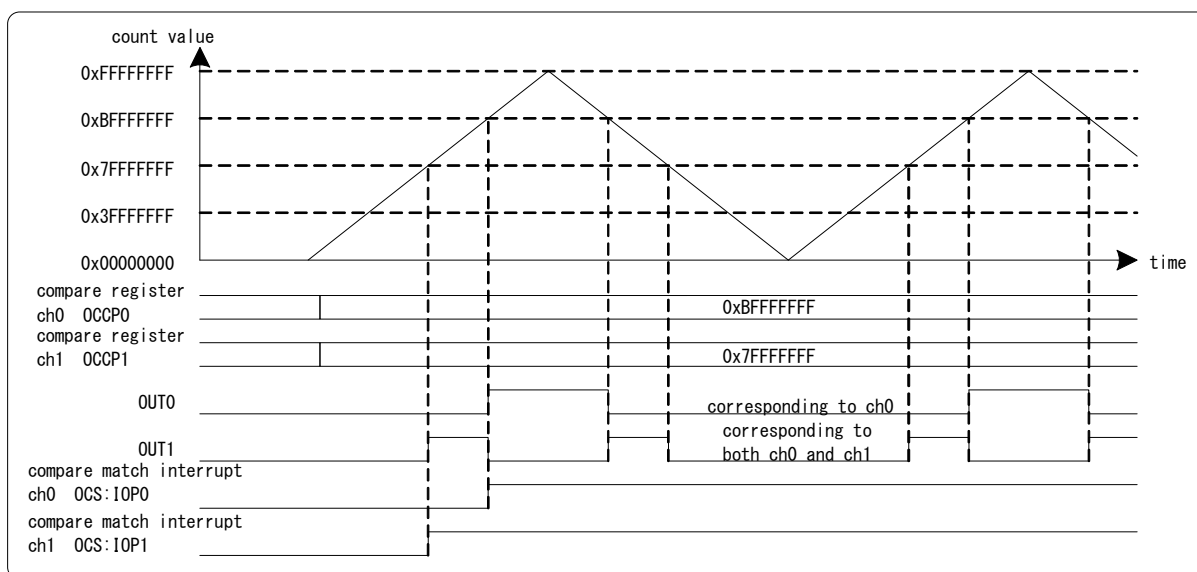 count value
0xFFFFFFFF
0xBFFFFFFF
0x7FFFFFFF
0x3FFFFFFF
0x00000000
time
compare register
ch0 OCCP0
0xBFFFFFFF
compare register
ch1 OCCP1
0x7FFFFFFF
OUT0
corresponding to ch0
OUT1
corresponding to
both ch0 and ch1
compare match interrupt
ch0 OCS:IOP0
compare match interrupt
ch1 OCS:IOP1